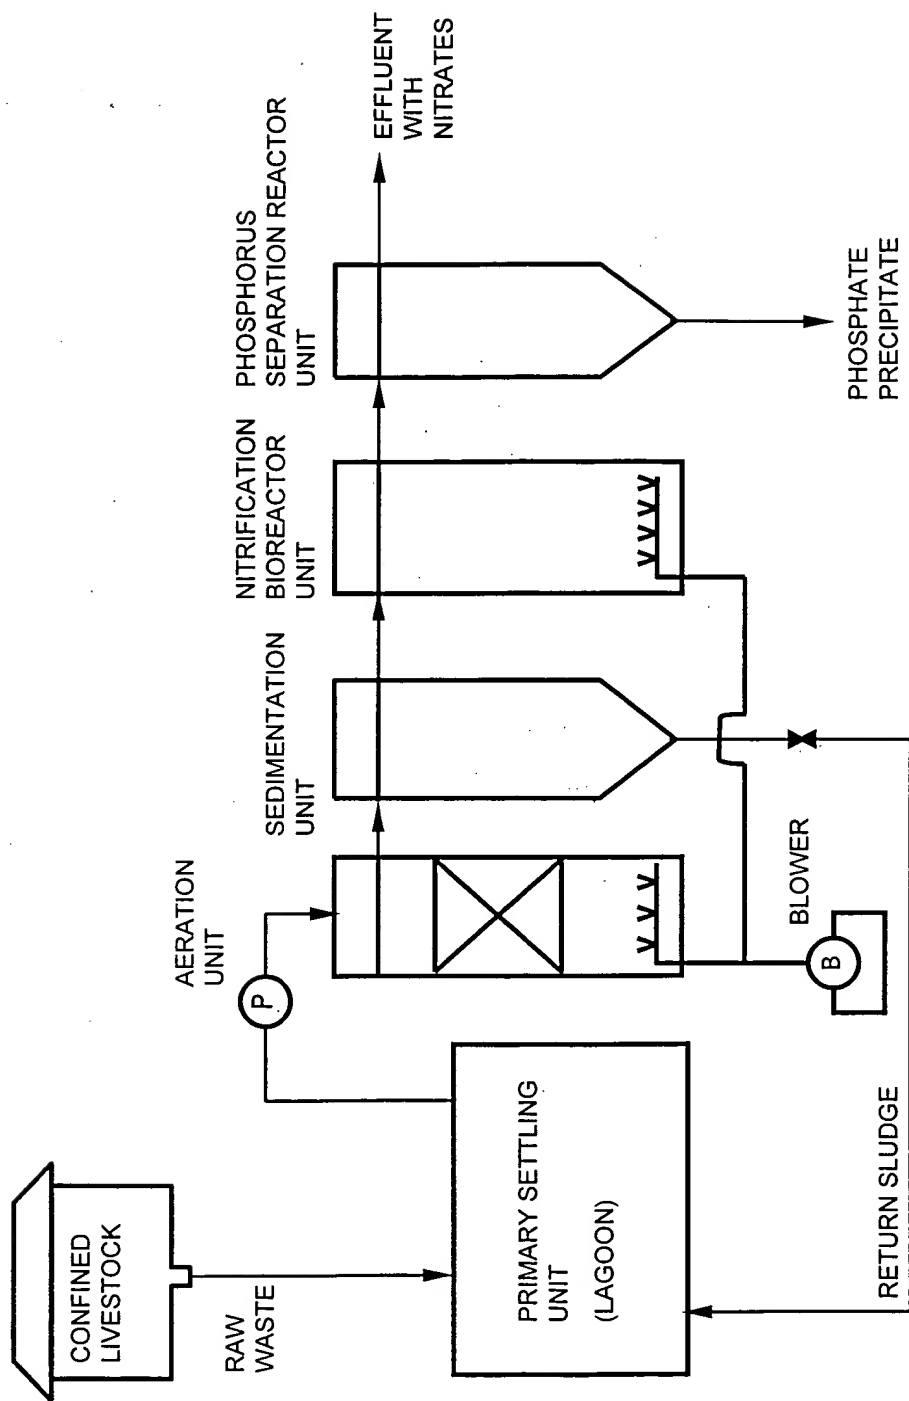 CONFINED
LIVESTOCK
RAW
WASTE
PRIMARY SETTLING
UNIT
(LAGOON)
RETURN SLUDGE
P
AERATION
UNIT
B
BLOWER
SEDIMENTATION
UNIT
NITRIFICATION
BIOREACTOR
UNIT
PHOSPHORUS
SEPARATION REACTOR
UNIT
PHOSPHATE
PRECIPITATE
EFFLUENT
WITH
NITRATES